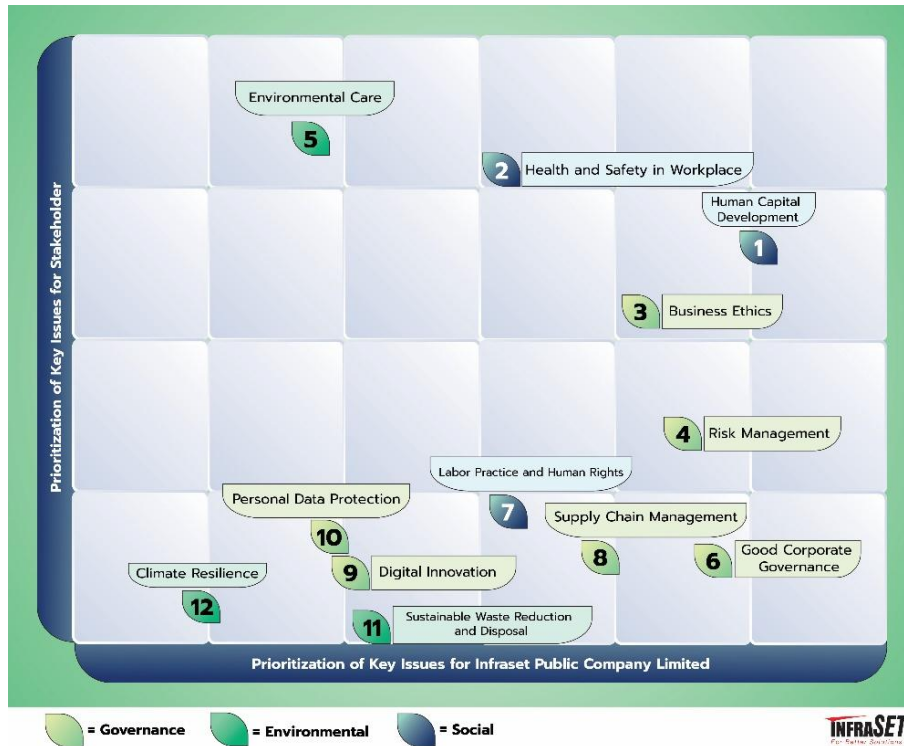 Environmental Care
5
2
Health and Safety in Workplace
Human Capital
Development
1
3
Business Ethics
4
Risk Management
Labor Practice and Human Rights
7
Personal Data Protection
10
Supply Chain Management
8
6
Good Corporate
Governance
9
Digital Innovation
Climate Resilience
12
11
Sustainable Waste Reduction
and Disposal
Prioritization of Key Issues for Stakeholder
Prioritization of Key Issues for Infraset Public Company Limited
= Governance
= Environmental
= Social
INFRASET
For Better Solutions